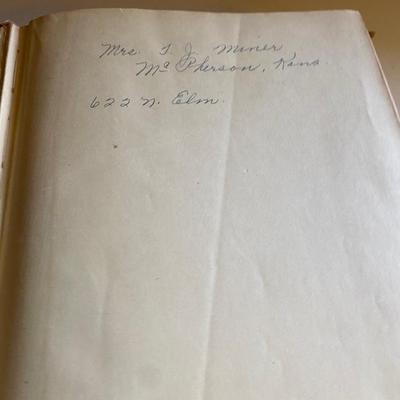 Mrs. T. J. Miner,
McPherson, Kans.
622 N. Elm.